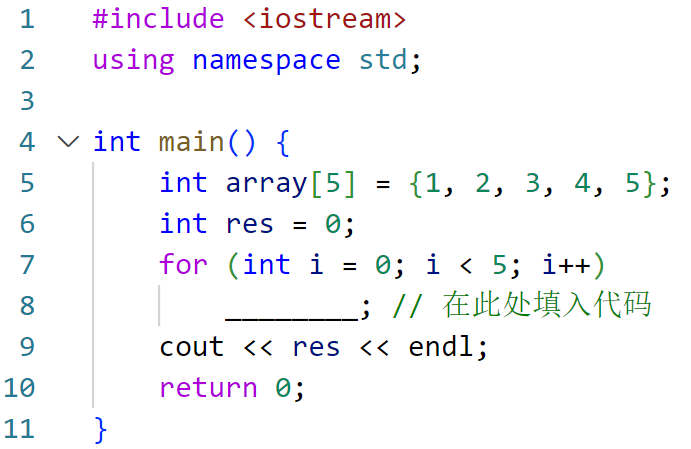 1 #include <iostream>
2 using namespace std;
3
4 int main() {
5 int array[5] = {1, 2, 3, 4, 5};
6 int res = 0;
7 for (int i = 0; i < 5; i++)
8 ________; // 在此处填入代码
9 cout << res << endl;
10 return 0;
11 }